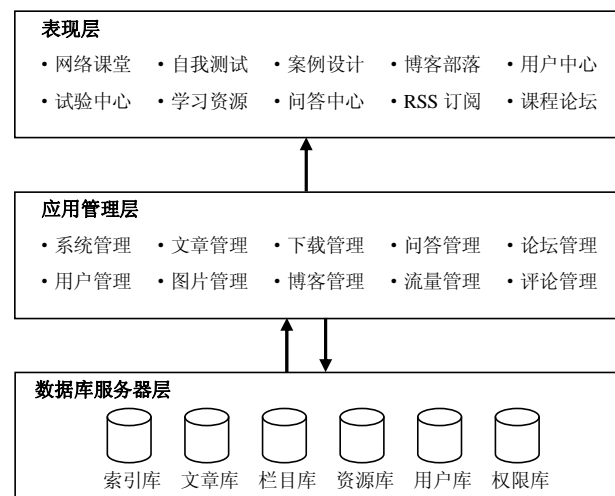 表现层
・网络课堂 ・自我测试 ・案例设计 ・博客部落 ・用户中心
・试验中心 ・学习资源 ・问答中心 ・RSS 订阅 ・课程论坛
应用管理层
・系统管理 ・文章管理 ・下载管理 ・问答管理 ・论坛管理
・用户管理 ・图片管理 ・博客管理 ・流量管理 ・评论管理
数据库服务器层
索引库 文章库 栏目库 资源库 用户库 权限库